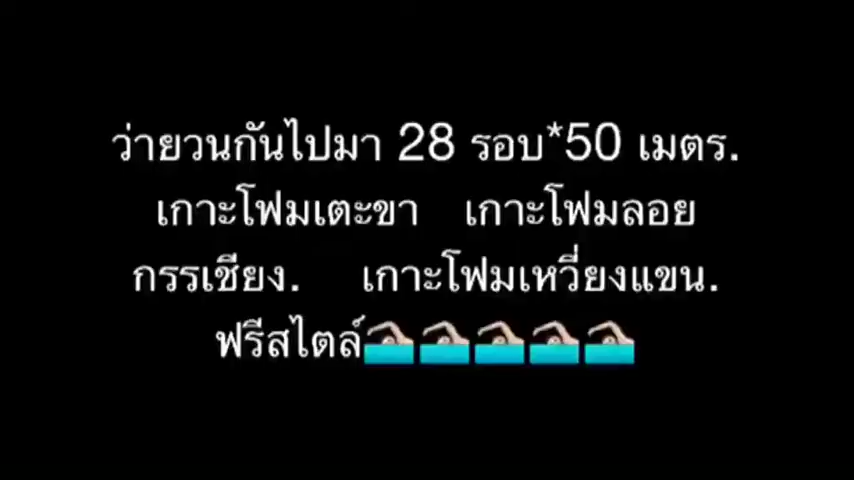 ว่ายวนกันไปมา 28 รอบ*50 เมตร.
เกาะโฟมเตะขา เกาะโฟมลอย
กรรเชียง. เกาะโฟมเหวี่ยงแขน.
ฟรีสไตล์🏊🏊🏊🏊🏊